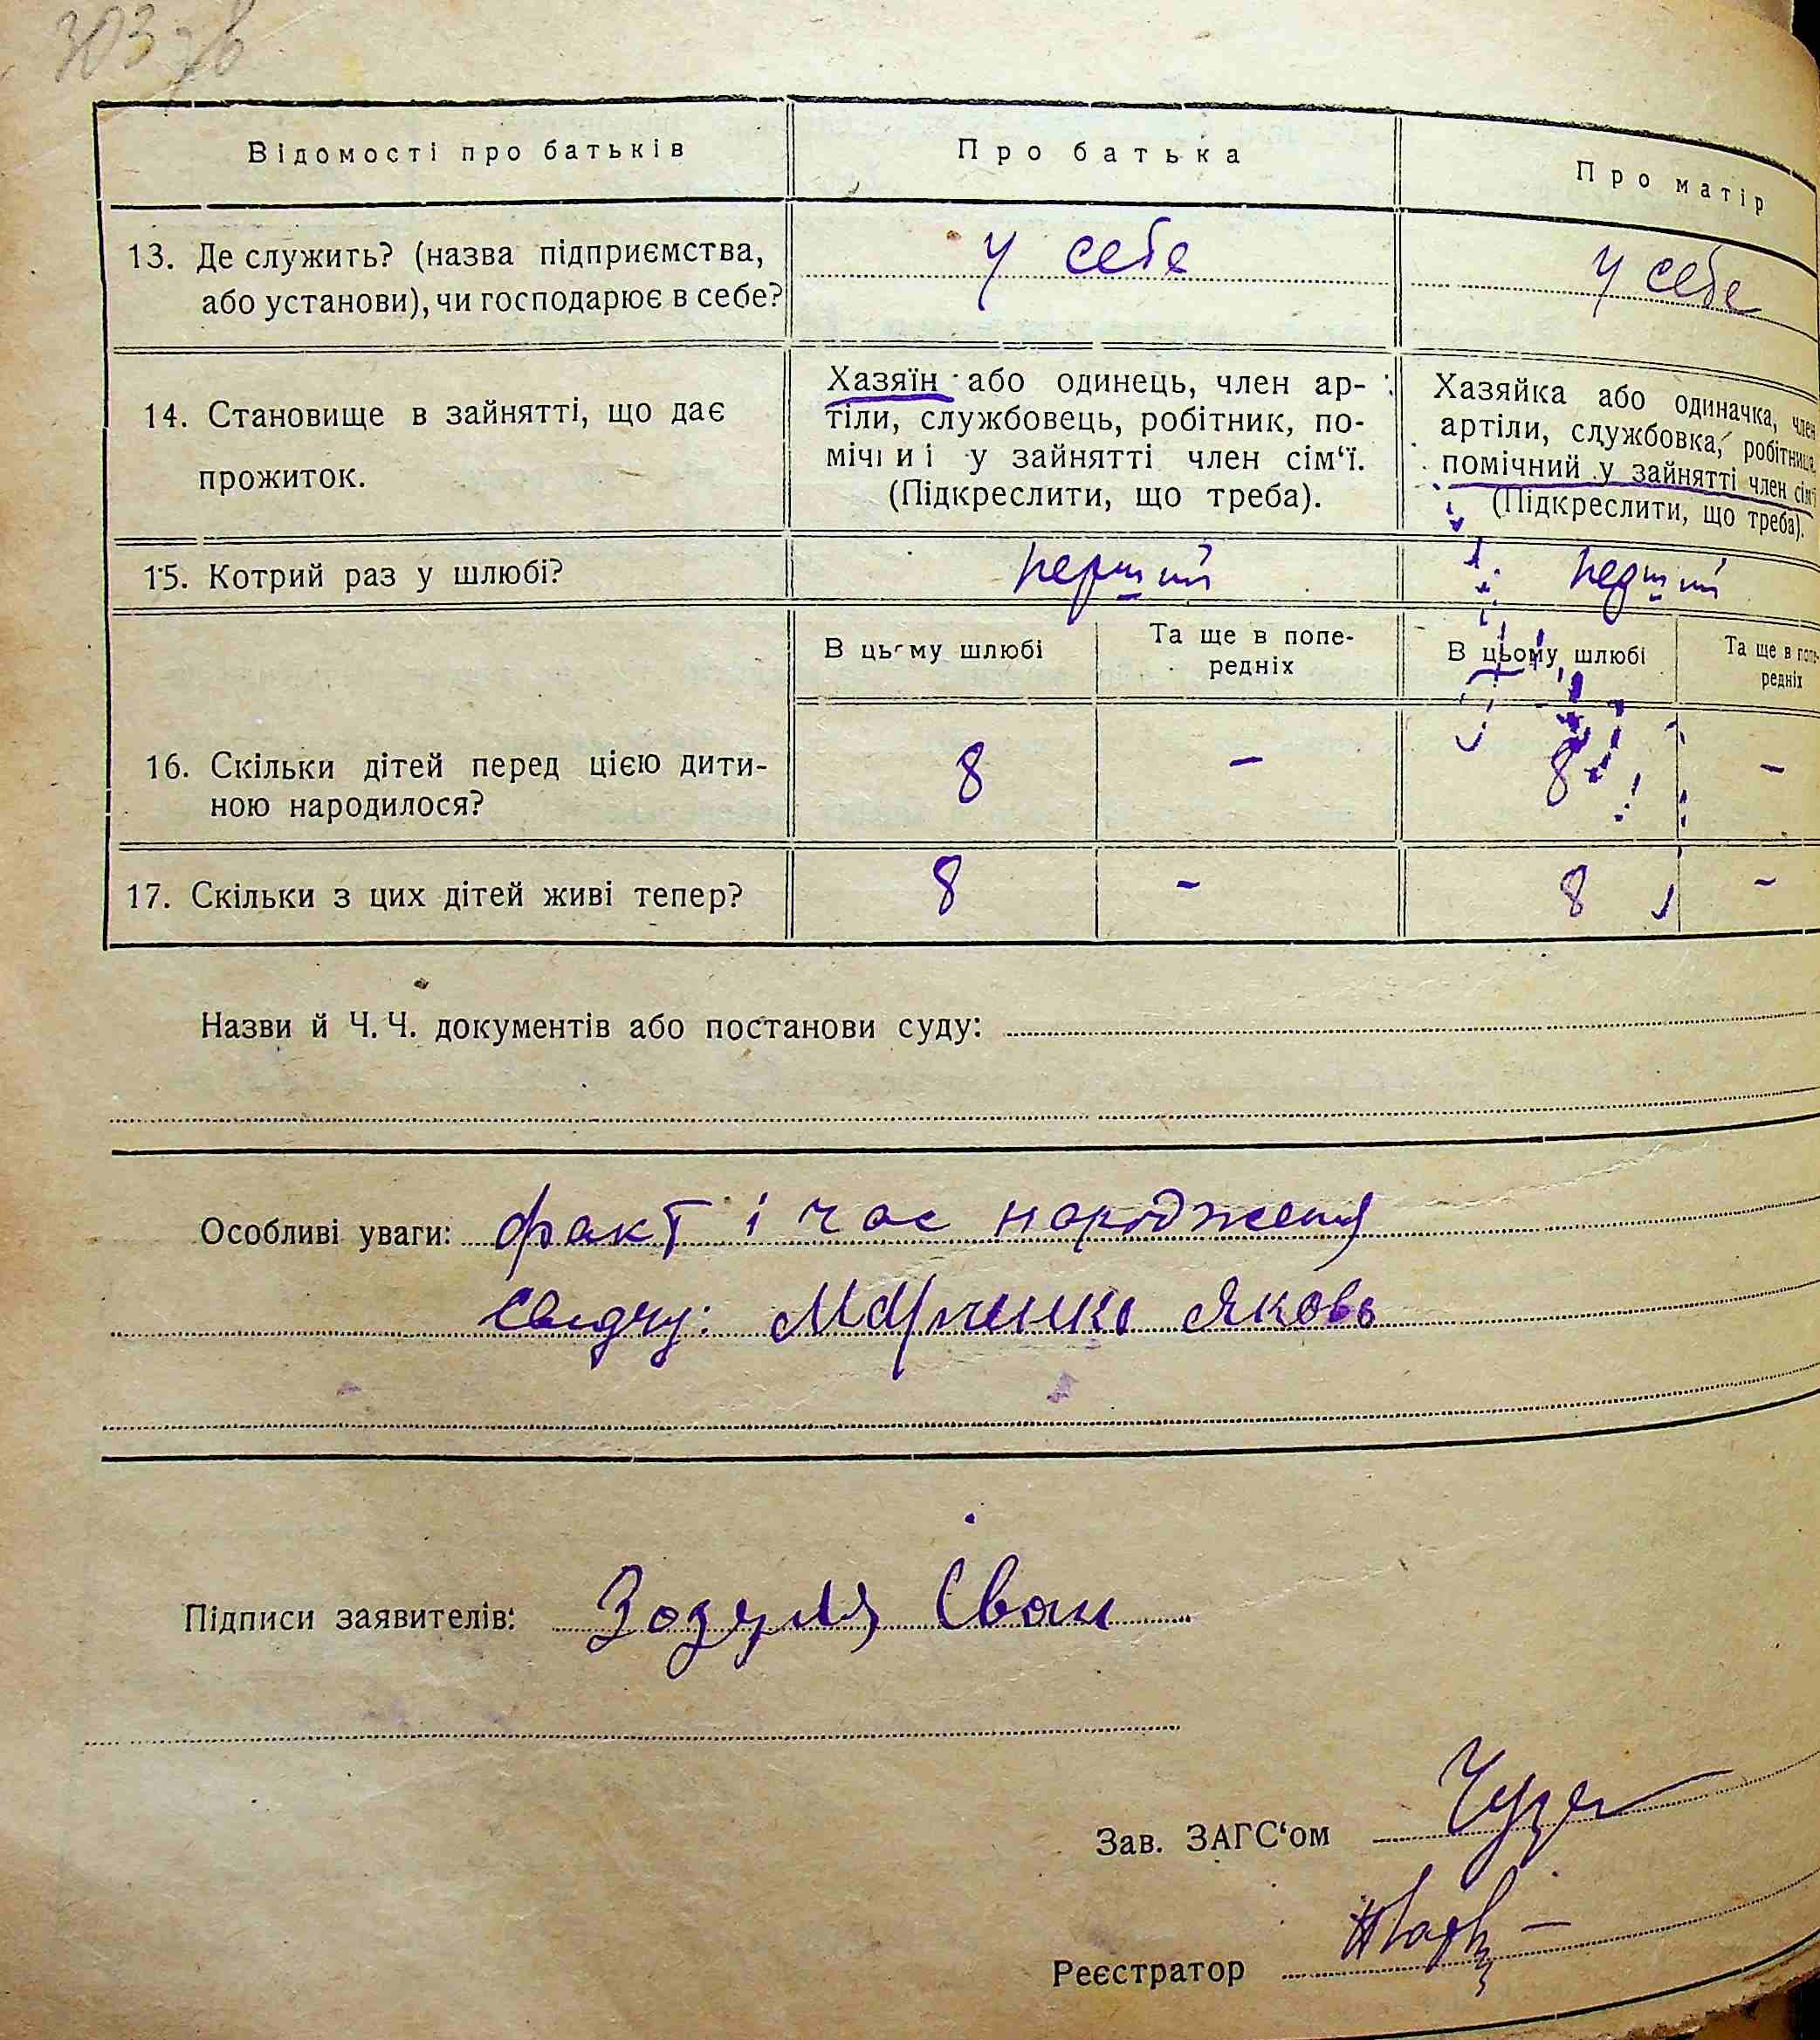 303 зв
Відомості про батьків
Про батька
Про матір
13. Де служить? (назва підприємства,
або установи), чи господарює в себе?
у себе
у себе
14. Становище в зайнятті, що дає
прожиток.
Хазяїн або одинець, член ар-
тіли, службовець, робітник, по-
мічний у зайнятті член сім‘ї.
(Підкреслити, що треба).
Хазяйка або одиначка, член
артіли, службовка, робітниця,
помічний у зайнятті член сім‘ї
(Підкреслити, що треба).
15. Котрий раз у шлюбі?
перший
перший
В цьому шлюбі
Та ще в попе-
редніх
В цьому шлюбі
Та ще в попе-
редніх
16. Скільки дітей перед цією дити-
ною народилося?
8
-
8
-
17. Скільки з цих дітей живі тепер?
8
-
8
-
Назви й Ч. Ч. документів або постанови суду:
Особливі уваги: факт і час народження
свидчу: Марченко Яковь
Підписи заявителів: Зозуля Іван
Зав. ЗАГС‘ом
Реєстратор